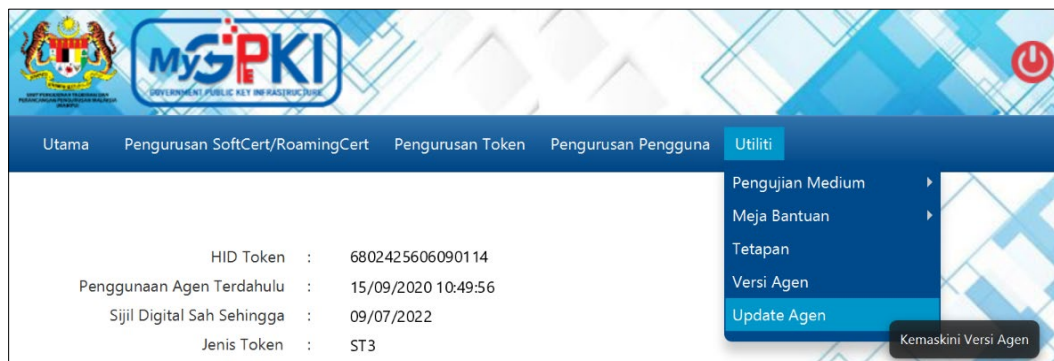 MyGPKI
GOVERNMENT PUBLIC KEY INFRASTRUCTURE
Utama Pengurusan SoftCert/RoamingCert Pengurusan Token Pengurusan Pengguna Utiliti
Pengujian Medium
Meja Bantuan
Tetapan
Versi Agen
Update Agen
Kemaskini Versi Agen
HID Token : 6802425606090114
Penggunaan Agen Terdahulu : 15/09/2020 10:49:56
Sijil Digital Sah Sehingga : 09/07/2022
Jenis Token : ST3